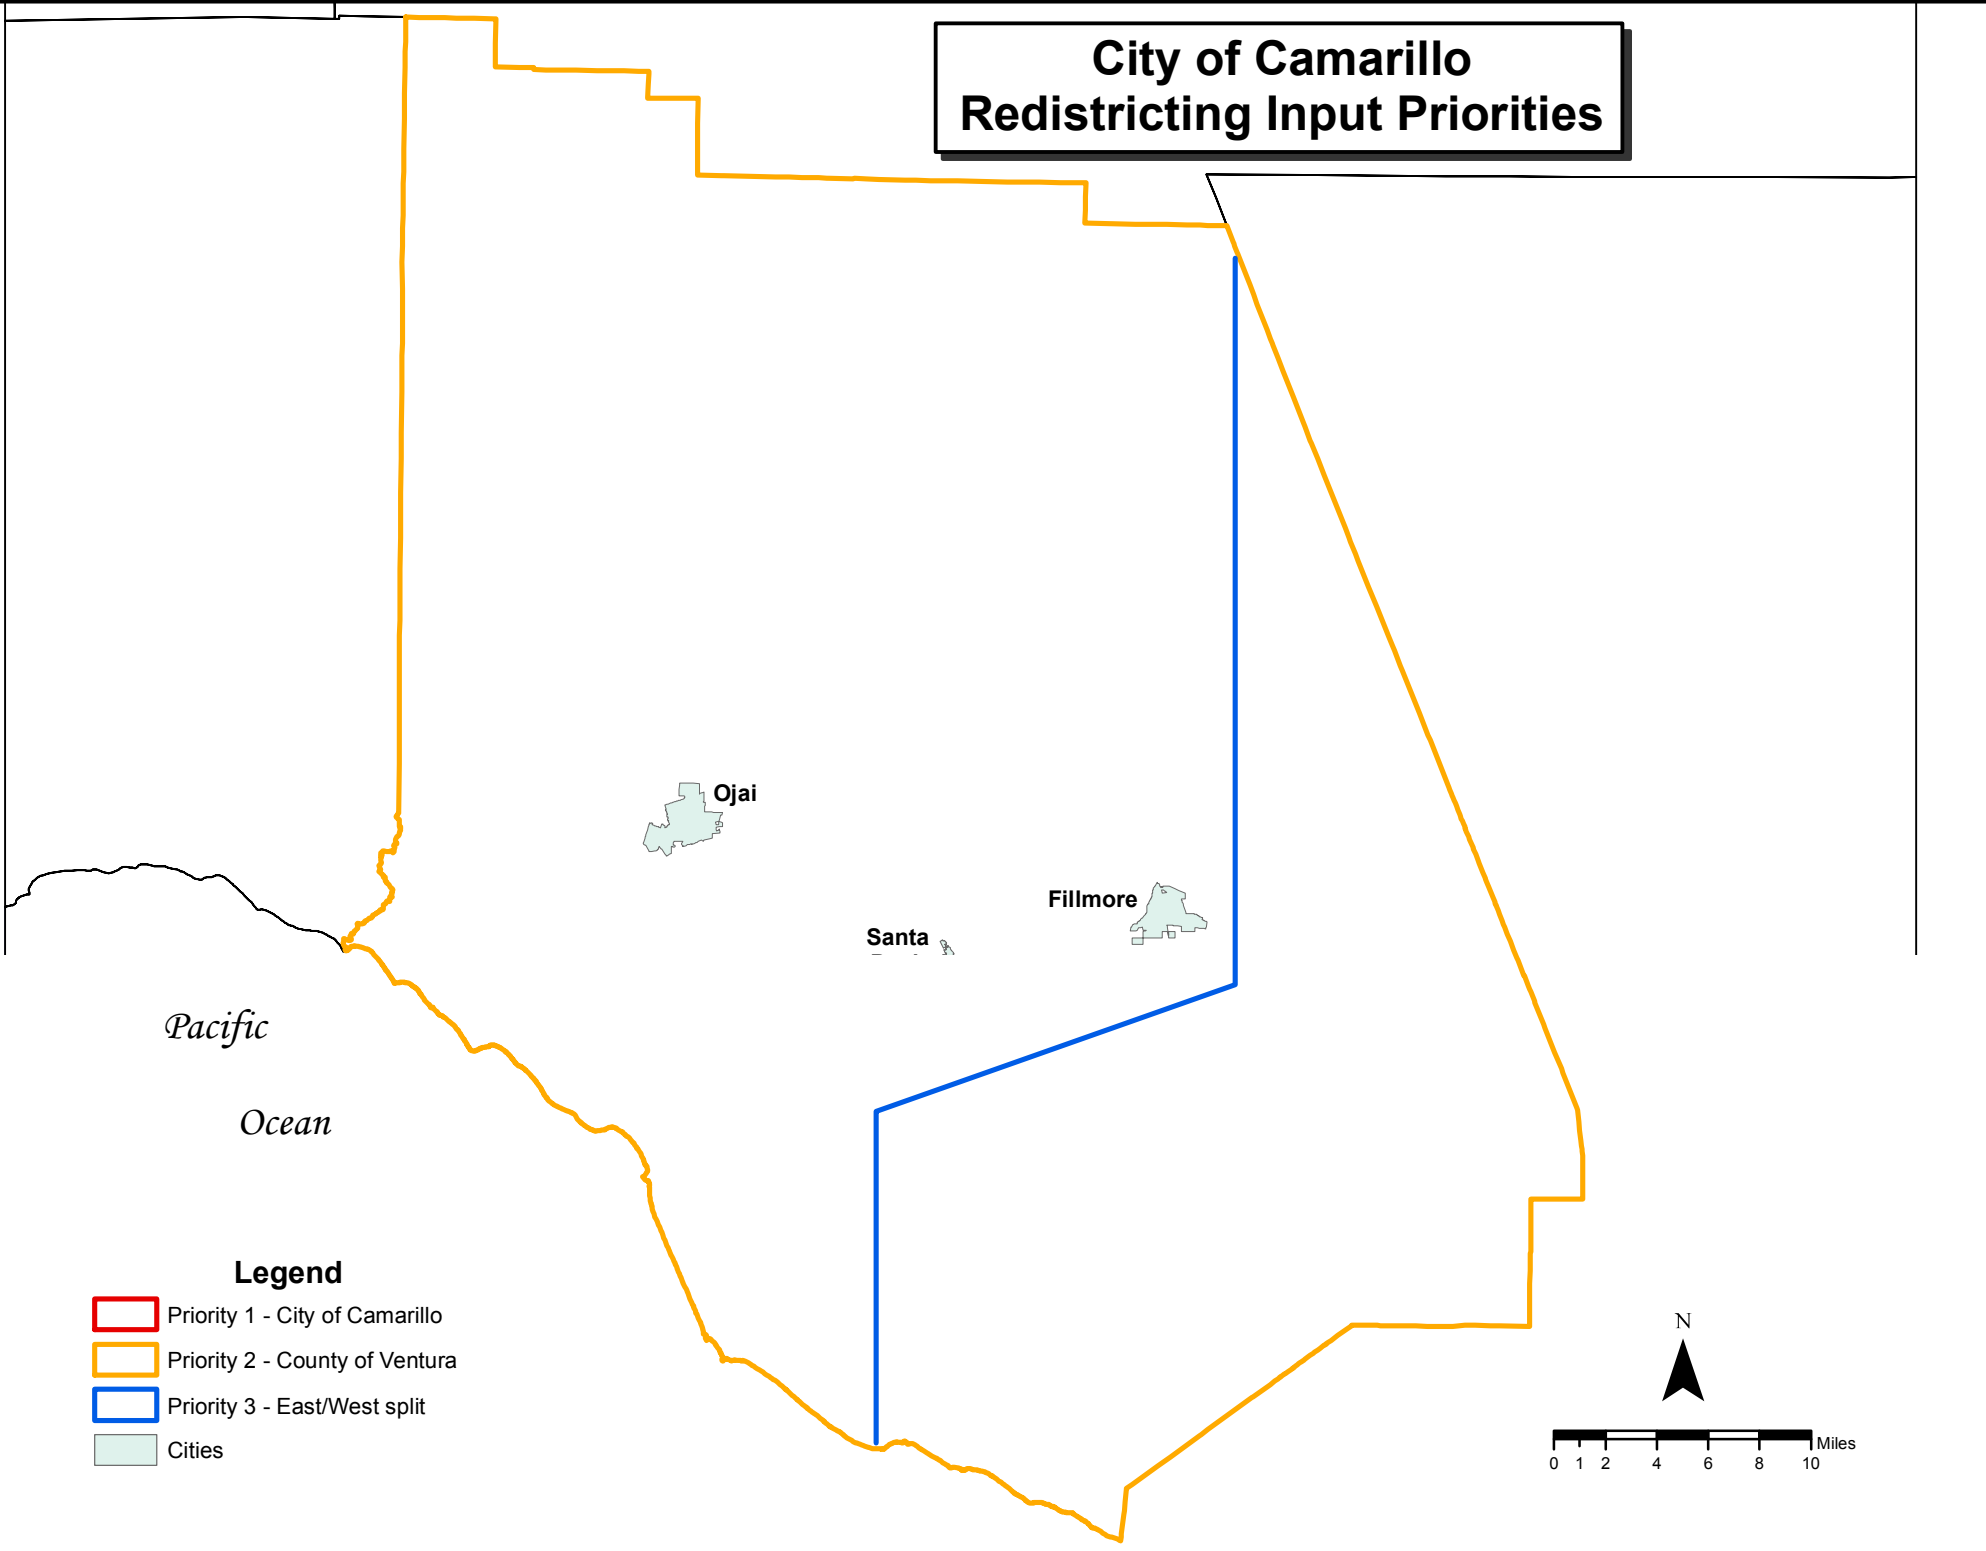 City of Camarillo
Redistricting Input Priorities
Ojai
Fillmore
Santa
Pacific
Ocean
Legend
Priority 1 - City of Camarillo
Priority 2 - County of Ventura
Priority 3 - East/West split
Cities
N
Miles
0 1 2 4 6 8 10